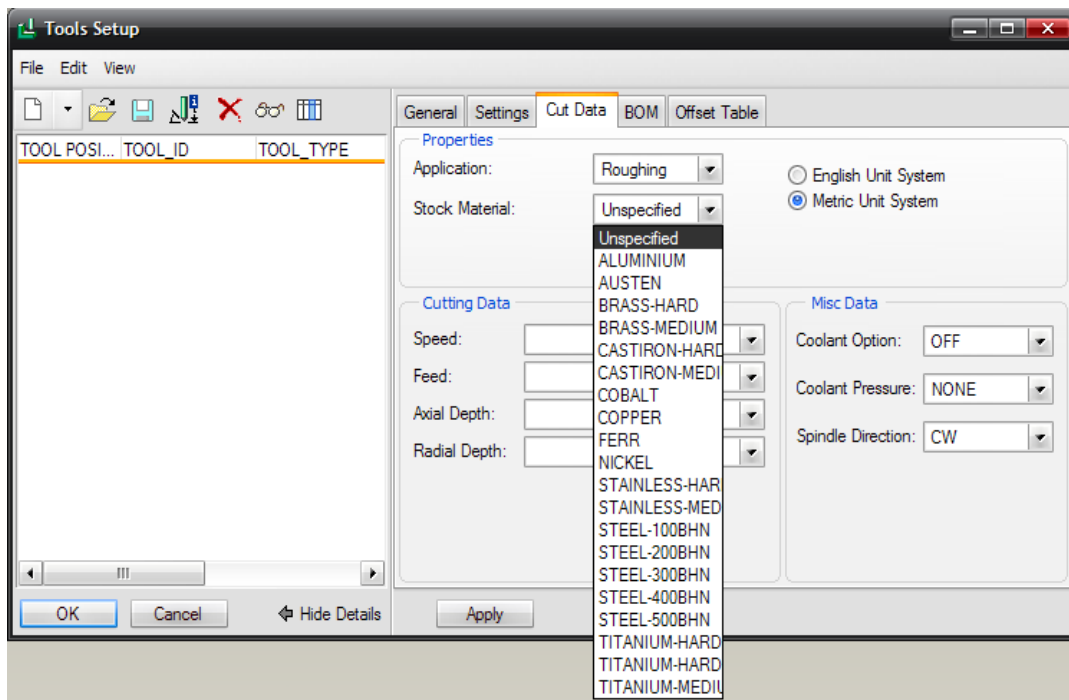 Tools Setup
File Edit View
TOOL POSI... TOOL_ID TOOL_TYPE
General Settings Cut Data BOM Offset Table
Properties
Application: Roughing
English Unit System
Stock Material: Unspecified
Metric Unit System
Unspecified
ALUMINIUM
AUSTEN
BRASS-HARD
BRASS-MEDIUM
CASTIRON-HARD
CASTIRON-MEDI
COBALT
COPPER
FERR
NICKEL
STAINLESS-HAR
STAINLESS-MED
STEEL-100BHN
STEEL-200BHN
STEEL-300BHN
STEEL-400BHN
STEEL-500BHN
TITANIUM-HARD
TITANIUM-HARD
TITANIUM-MEDIU
Cutting Data
Speed:
Feed:
Axial Depth:
Radial Depth:
Misc Data
Coolant Option: OFF
Coolant Pressure: NONE
Spindle Direction: CW
OK Cancel Hide Details Apply